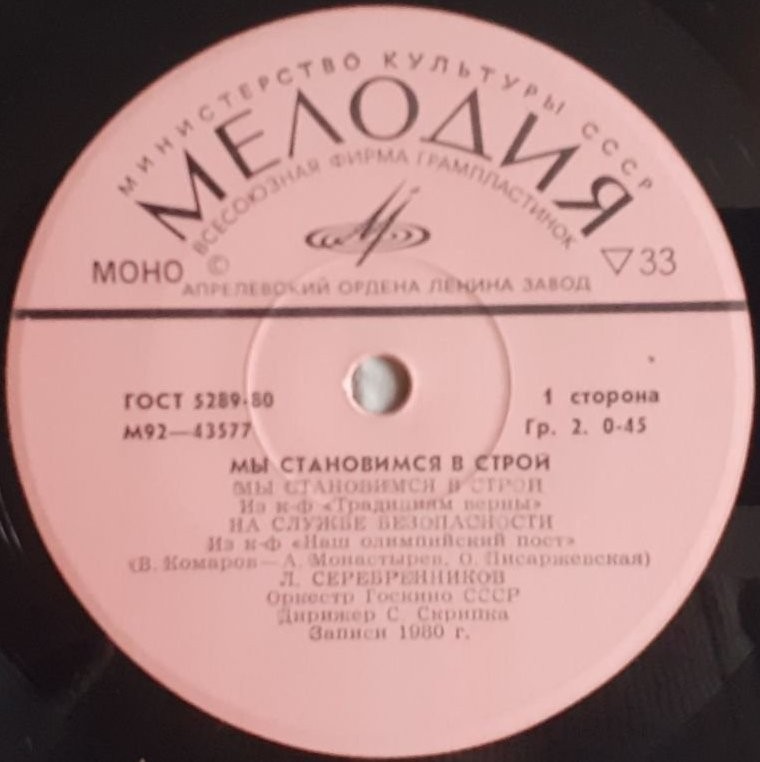 МИНИСТЕРСТВО КУЛЬТУРЫ СССР
МЕЛОДИЯ
ВСЕСОЮЗНАЯ ФИРМА ГРАМПЛАСТИНОК
МОНО © ▽33
АПРЕЛЕВСКИЙ ОРДЕНА ЛЕНИНА ЗАВОД
ГОСТ 5289-80 1 сторона
М92—43577 Гр. 2. 0-45
МЫ СТАНОВИМСЯ В СТРОЙ
МЫ СТАНОВИМСЯ В СТРОЙ
Из к-ф «Традициям верны»
НА СЛУЖБЕ БЕЗОПАСНОСТИ
Из к-ф «Наш олимпийский пост»
(В. Комаров — А. Монастырев, О. Писаржевская)
Л. СЕРЕБРЕННИКОВ
Оркестр Госкино СССР
Дирижер С. Скрипка
Записи 1980 г.